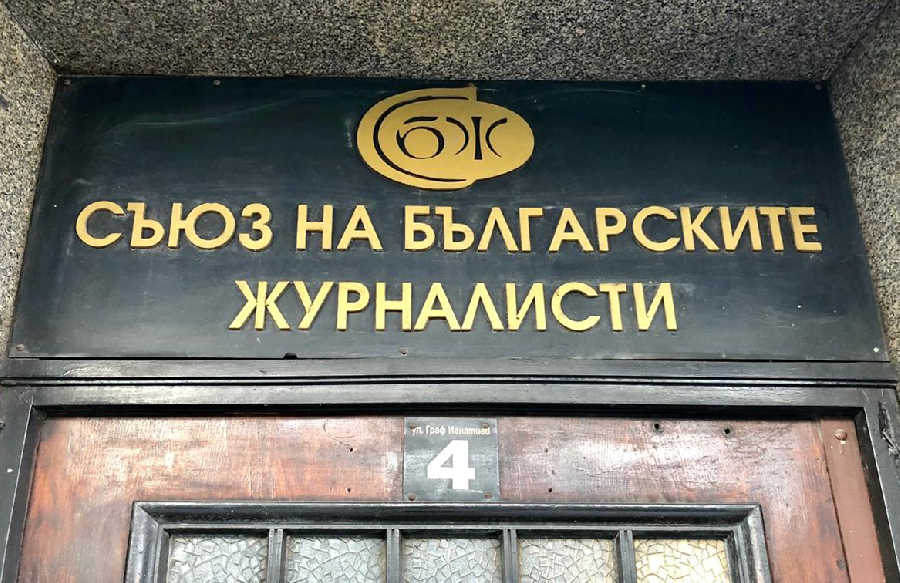 СБЖ
СЪЮЗ НА БЪЛГАРСКИТЕ
ЖУРНАЛИСТИ
ул. Граф Игнатиев
4